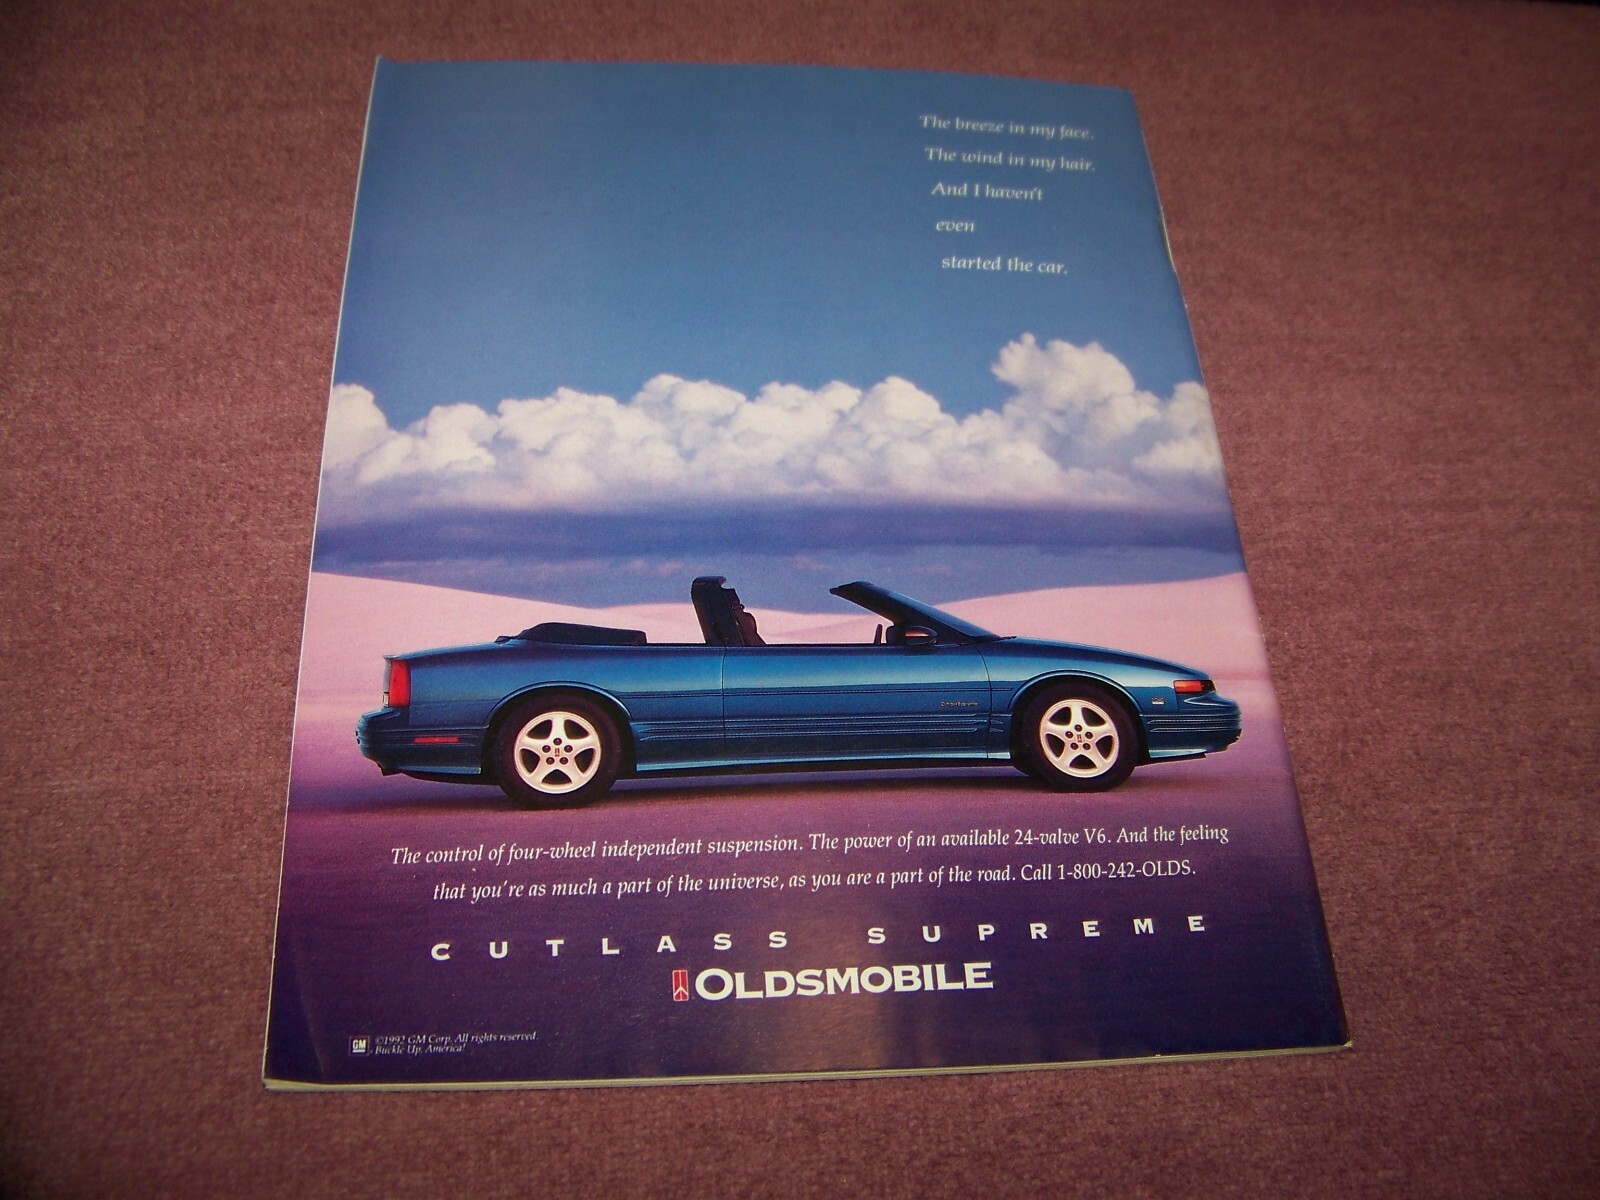 The breeze in my face.
The wind in my hair.
And I haven't
even
started the car.
The control of four-wheel independent suspension. The power of an available 24-valve V6. And the feeling
that you're as much a part of the universe, as you are a part of the road. Call 1-800-242-OLDS.
CUTLASS SUPREME
OLDSMOBILE
GM ©1992 GM Corp. All rights reserved.
Buckle Up, America!